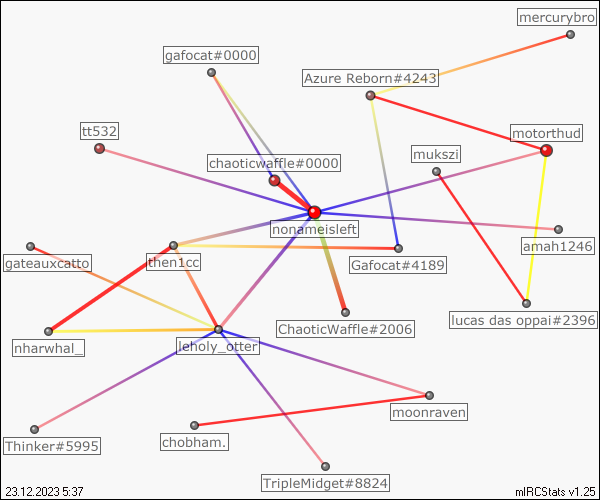 mercurybro
gafocat#0000
Azure Reborn#4243
tt532
motorthud
chaoticwaffle#0000
mukszi
nonameisleft
amah1246
gateauxcatto
then1cc
Gafocat#4189
ChaoticWaffle#2006
lucas das oppai#2396
nharwhal_
leholy_otter
moonraven
Thinker#5995
chobham.
TripleMidget#8824
23.12.2023 5:37
mIRCStats v1.25